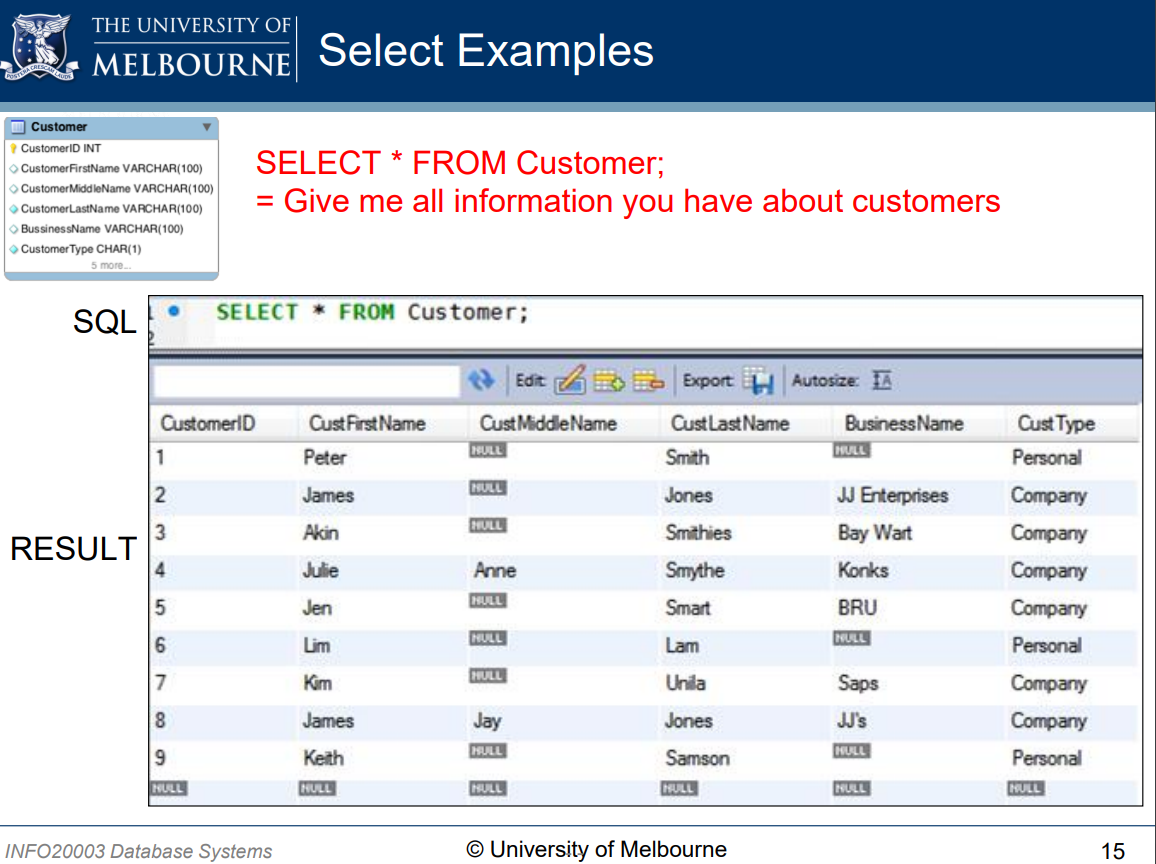 THE UNIVERSITY OF
MELBOURNE
POSTERA CRESCAM LAUDE
Select Examples
Customer
CustomerID INT
CustomerFirstName VARCHAR(100)
CustomerMiddleName VARCHAR(100)
CustomerLastName VARCHAR(100)
BussinessName VARCHAR(100)
CustomerType CHAR(1)
5 more...
SELECT * FROM Customer;
= Give me all information you have about customers
SQL
1 SELECT * FROM Customer;
2
Edit: Export: Autosize:
CustomerID CustFirstName CustMiddleName CustLastName BusinessName CustType
1 Peter NULL Smith NULL Personal
2 James NULL Jones JJ Enterprises Company
3 Akin NULL Smithies Bay Wart Company
RESULT
4 Julie Anne Smythe Konks Company
5 Jen NULL Smart BRU Company
6 Lim NULL Lam NULL Personal
7 Kim NULL Unila Saps Company
8 James Jay Jones JJ's Company
9 Keith NULL Samson NULL Personal
NULL NULL NULL NULL NULL NULL
INFO20003 Database Systems © University of Melbourne 15